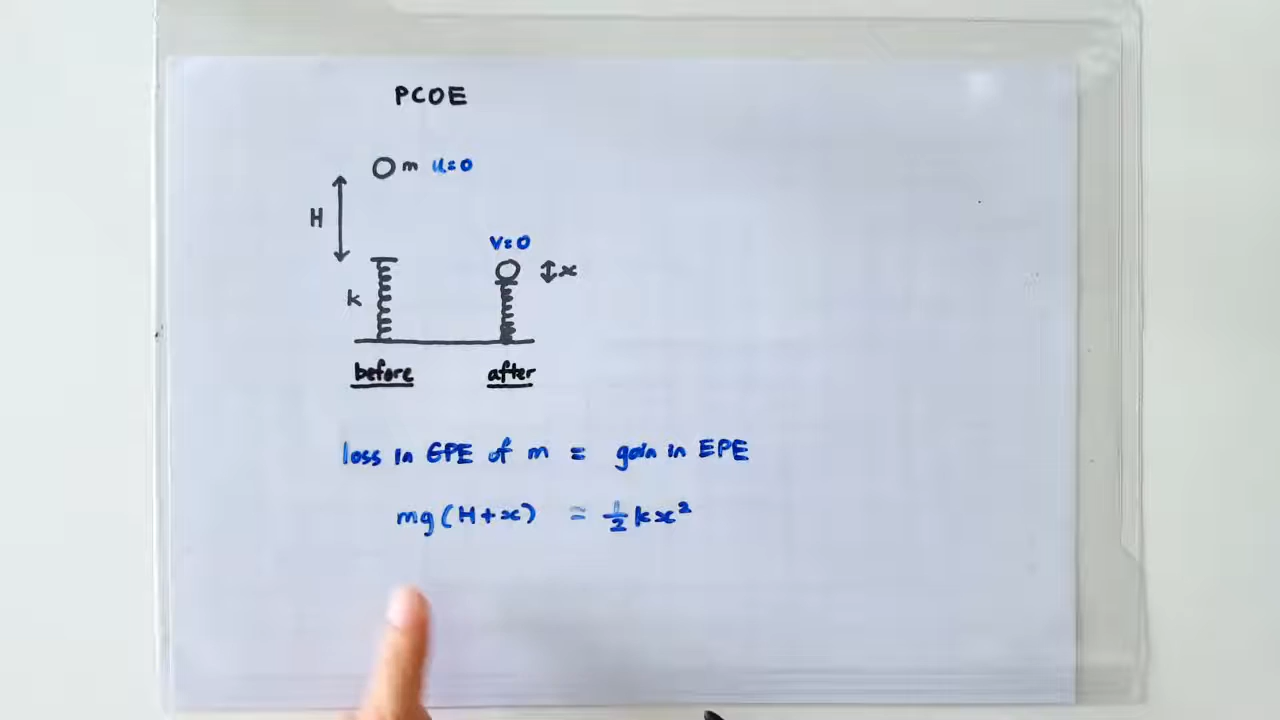 PCOE
m u=0
H
v=0
x
k
before after
loss in GPE of m = gain in EPE
mg(H+x) = ½kx²